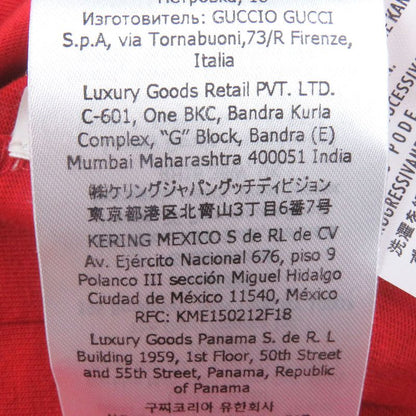 Петровка, 16
Изготовитель: GUCCIO GUCCI
S.p.A, via Tornabuoni,73/R Firenze,
Italia
Luxury Goods Retail PVT. LTD.
C-601, One BKC, Bandra Kurla
Complex, "G" Block, Bandra (E)
Mumbai Maharashtra 400051 India
㈱ケリングジャパングッチディビジョン
東京都港区北青山3丁目6番7号
KERING MEXICO S de RL de CV
Av. Ejército Nacional 676, piso 9
Polanco III sección Miguel Hidalgo
Ciudad de México 11540, México
RFC: KME150212F18
Luxury Goods Panama S. de R. L
Building 1959, 1st Floor, 50th Street
and 55th Street, Panama, Republic
of Panama
구찌코리아 유한회사
PODE